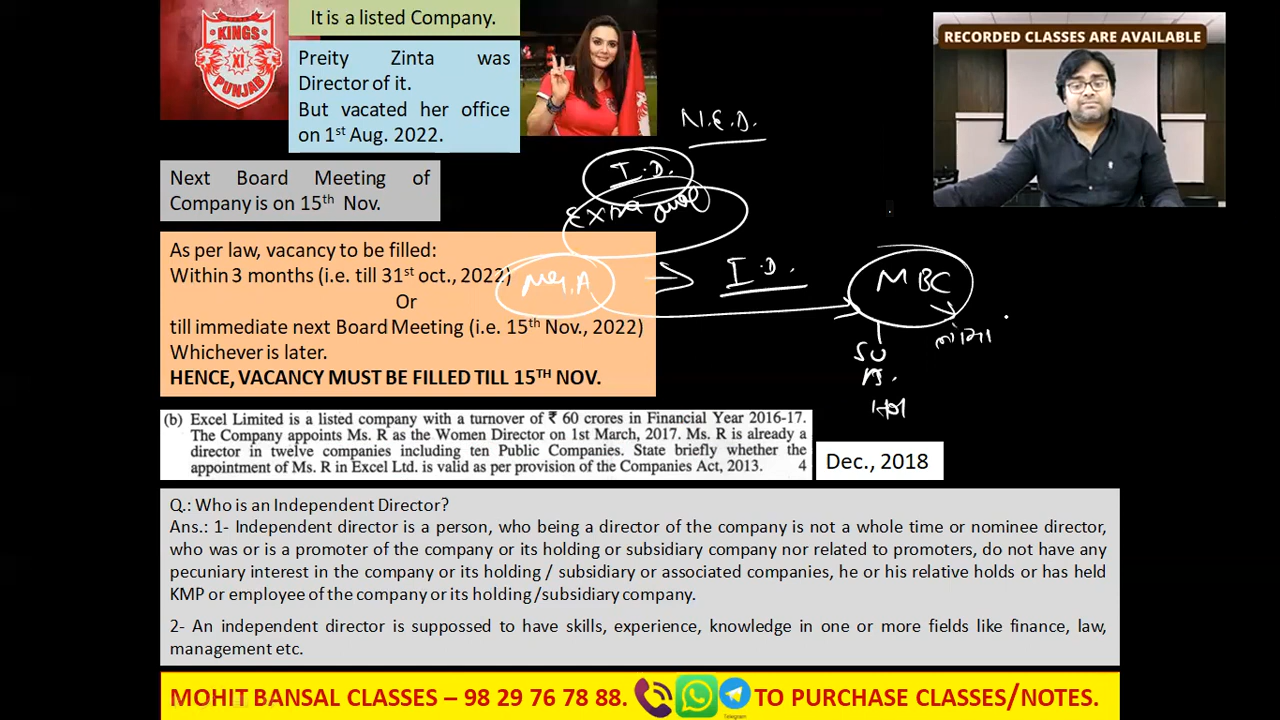 KINGS
XI
PUNJAB
It is a listed Company.
Preity Zinta was
Director of it.
But vacated her office
on 1st Aug. 2022.
RECORDED CLASSES ARE AVAILABLE
N.E.D.
I.D.
Extra
Next Board Meeting of
Company is on 15th Nov.
As per law, vacancy to be filled:
Within 3 months (i.e. till 31st oct., 2022)
Or
till immediate next Board Meeting (i.e. 15th Nov., 2022)
Whichever is later.
HENCE, VACANCY MUST BE FILLED TILL 15TH NOV.
I.D.
MBC
(b) Excel Limited is a listed company with a turnover of ₹ 60 crores in Financial Year 2016-17.
The Company appoints Ms. R as the Women Director on 1st March, 2017. Ms. R is already a
director in twelve companies including ten Public Companies. State briefly whether the
appointment of Ms. R in Excel Ltd. is valid as per provision of the Companies Act, 2013. 4
Dec., 2018
Q.: Who is an Independent Director?
Ans.: 1- Independent director is a person, who being a director of the company is not a whole time or nominee director,
who was or is a promoter of the company or its holding or subsidiary company nor related to promoters, do not have any
pecuniary interest in the company or its holding / subsidiary or associated companies, he or his relative holds or has held
KMP or employee of the company or its holding/subsidiary company.
2- An independent director is suppossed to have skills, experience, knowledge in one or more fields like finance, law,
management etc.
MOHIT BANSAL CLASSES – 98 29 76 78 88. TO PURCHASE CLASSES/NOTES.
Telegram